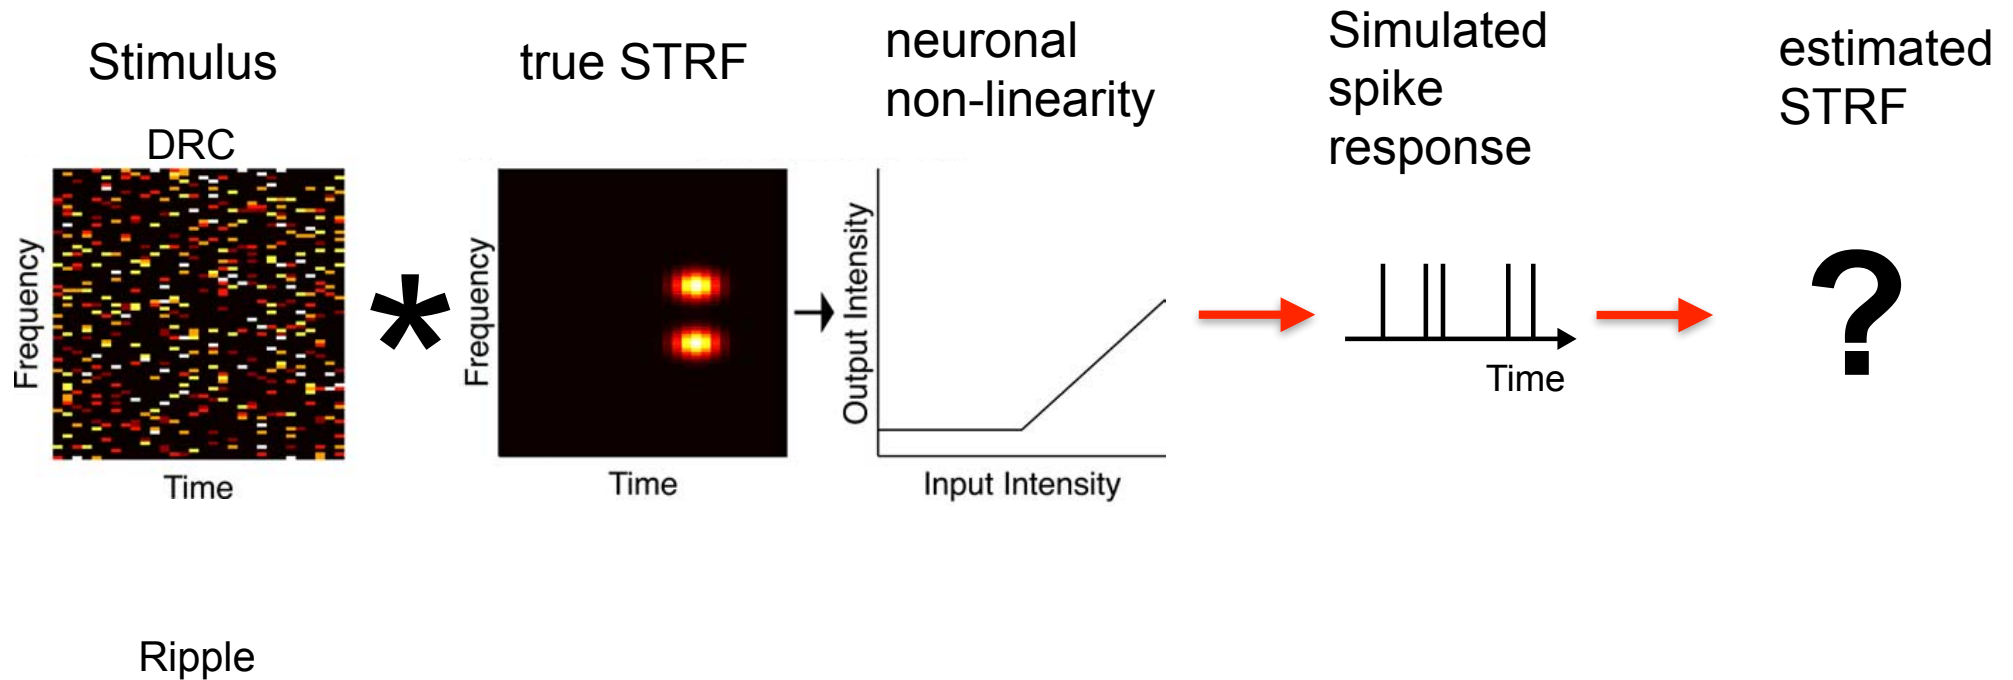 Stimulus
true STRF
neuronal
non-linearity
Simulated
spike
response
estimated
STRF
DRC
Frequency
Time
*
Frequency
Time
Output Intensity
Input Intensity
Time
?
Ripple